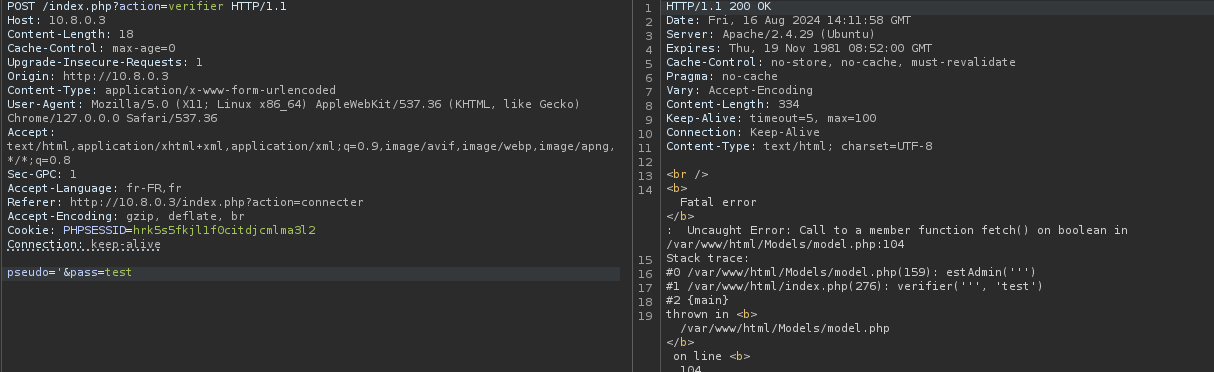 POST /index.php?action=verifier HTTP/1.1
Host: 10.8.0.3
Content-Length: 18
Cache-Control: max-age=0
Upgrade-Insecure-Requests: 1
Origin: http://10.8.0.3
Content-Type: application/x-www-form-urlencoded
User-Agent: Mozilla/5.0 (X11; Linux x86_64) AppleWebKit/537.36 (KHTML, like Gecko)
Chrome/127.0.0.0 Safari/537.36
Accept:
text/html,application/xhtml+xml,application/xml;q=0.9,image/avif,image/webp,image/apng,
*/*;q=0.8
Sec-GPC: 1
Accept-Language: fr-FR,fr
Referer: http://10.8.0.3/index.php?action=connecter
Accept-Encoding: gzip, deflate, br
Cookie: PHPSESSID=hrk5s5fkjl1f0citdjcmlma3l2
Connection: keep-alive
pseudo='&pass=test
1 HTTP/1.1 200 OK
2 Date: Fri, 16 Aug 2024 14:11:58 GMT
3 Server: Apache/2.4.29 (Ubuntu)
4 Expires: Thu, 19 Nov 1981 08:52:00 GMT
5 Cache-Control: no-store, no-cache, must-revalidate
6 Pragma: no-cache
7 Vary: Accept-Encoding
8 Content-Length: 334
9 Keep-Alive: timeout=5, max=100
10 Connection: Keep-Alive
11 Content-Type: text/html; charset=UTF-8
12
13 <br />
14 <b>
Fatal error
</b>
:  Uncaught Error: Call to a member function fetch() on boolean in
/var/www/html/Models/model.php:104
15 Stack trace:
16 #0 /var/www/html/Models/model.php(159): estAdmin(''')
17 #1 /var/www/html/index.php(276): verifier(''', 'test')
18 #2 {main}
19 thrown in <b>
/var/www/html/Models/model.php
</b>
on line <b>
104